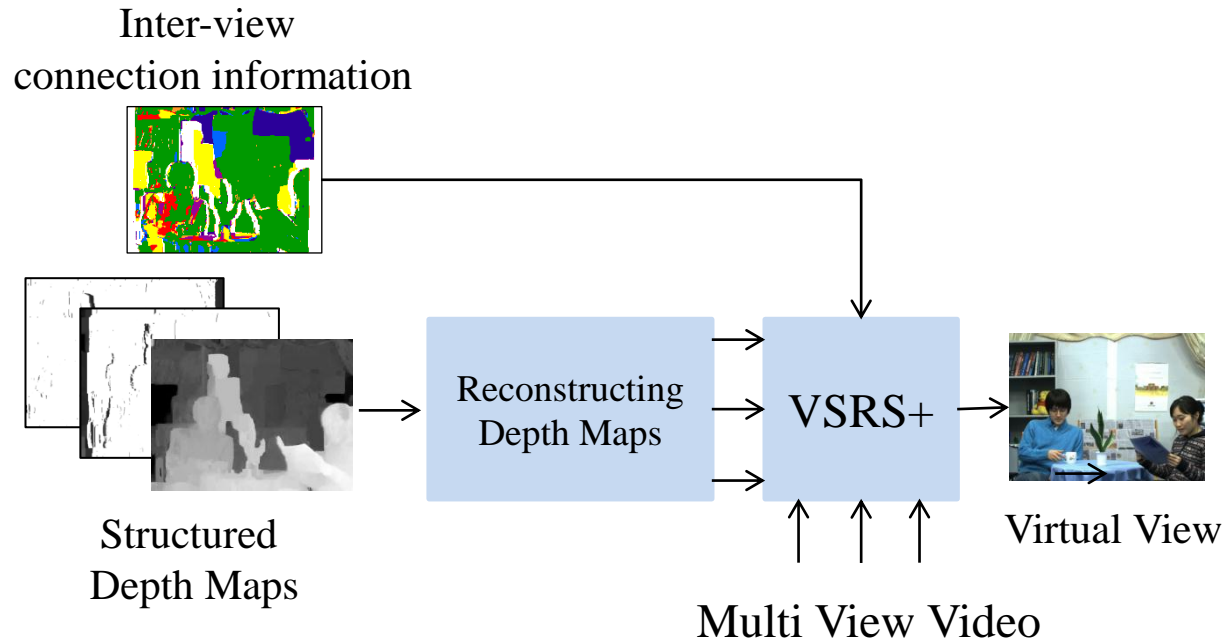 Inter-view
connection information
Reconstructing
Depth Maps
VSRS+
Structured
Depth Maps
Virtual View
Multi View Video